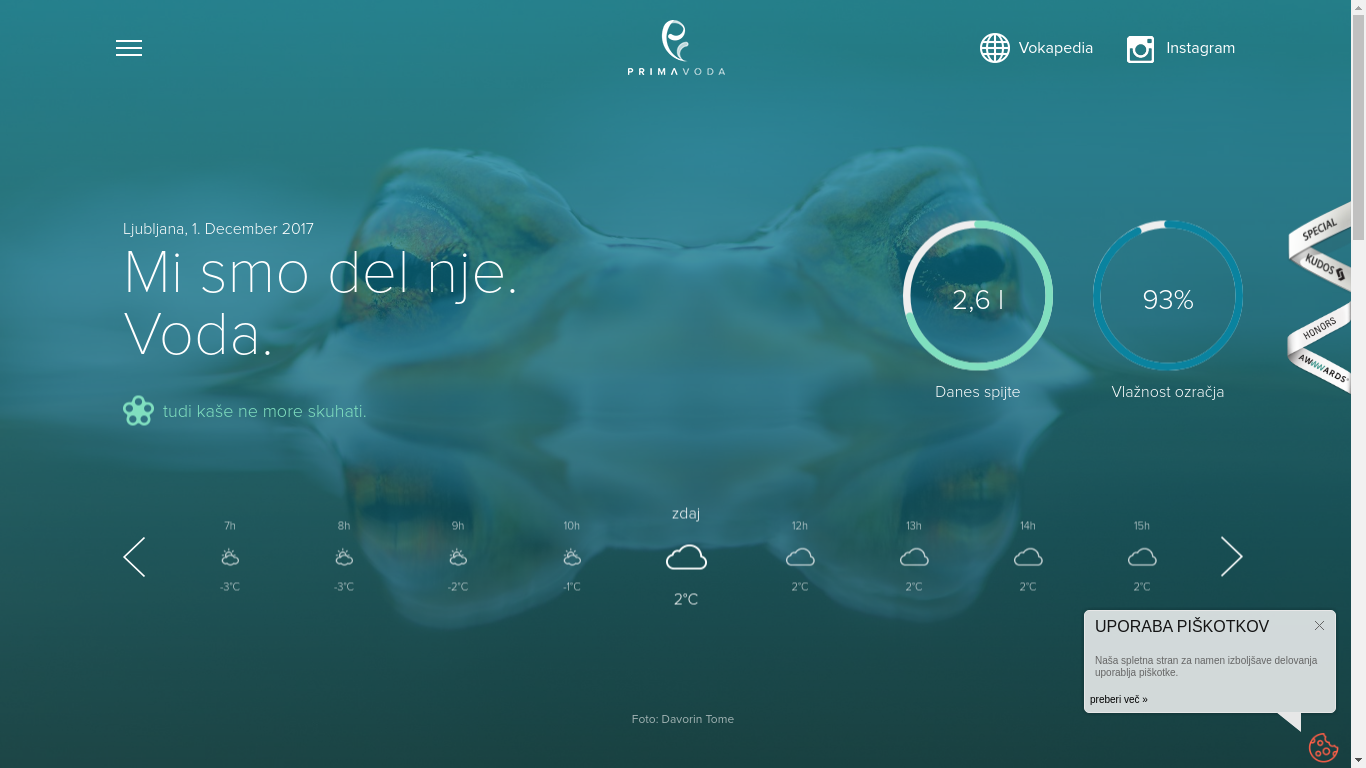 PRIMAVODA
Vokapedia
Instagram
Ljubljana, 1. December 2017
Mi smo del nje.
Voda.
tudi kaše ne more skuhati.
2,6 l
93%
Danes spijte
Vlažnost ozračja
SPECIAL
KUDOS
HONORS
AWWWARDS
7h
8h
9h
10h
zdaj
12h
13h
14h
15h
-3°C
-3°C
-2°C
-1°C
2°C
2°C
2°C
2°C
2°C
UPORABA PIŠKOTKOV
Naša spletna stran za namen izboljšave delovanja
uporablja piškotke.
preberi več »
Foto: Davorin Tome